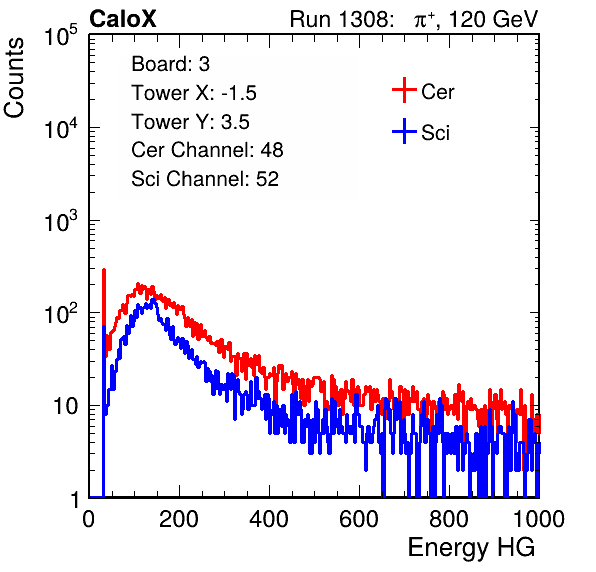 CaloX Run 1308: π⁺, 120 GeV
Counts
10⁵
10⁴
10³
10²
10
1
Board: 3
Tower X: -1.5
Tower Y: 3.5
Cer Channel: 48
Sci Channel: 52
Cer
Sci
0 200 400 600 800 1000
Energy HG